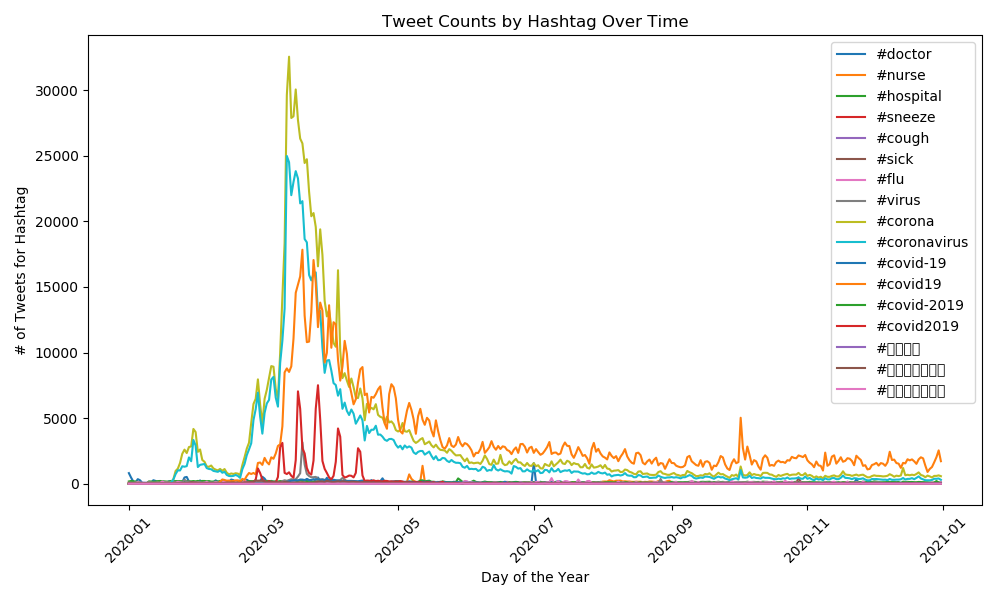 Tweet Counts by Hashtag Over Time
# of Tweets for Hashtag
30000
25000
20000
15000
10000
5000
0
#doctor
#nurse
#hospital
#sneeze
#cough
#sick
#flu
#virus
#corona
#coronavirus
#covid-19
#covid19
#covid-2019
#covid2019
2020-01
2020-03
2020-05
2020-07
2020-09
2020-11
2021-01
Day of the Year